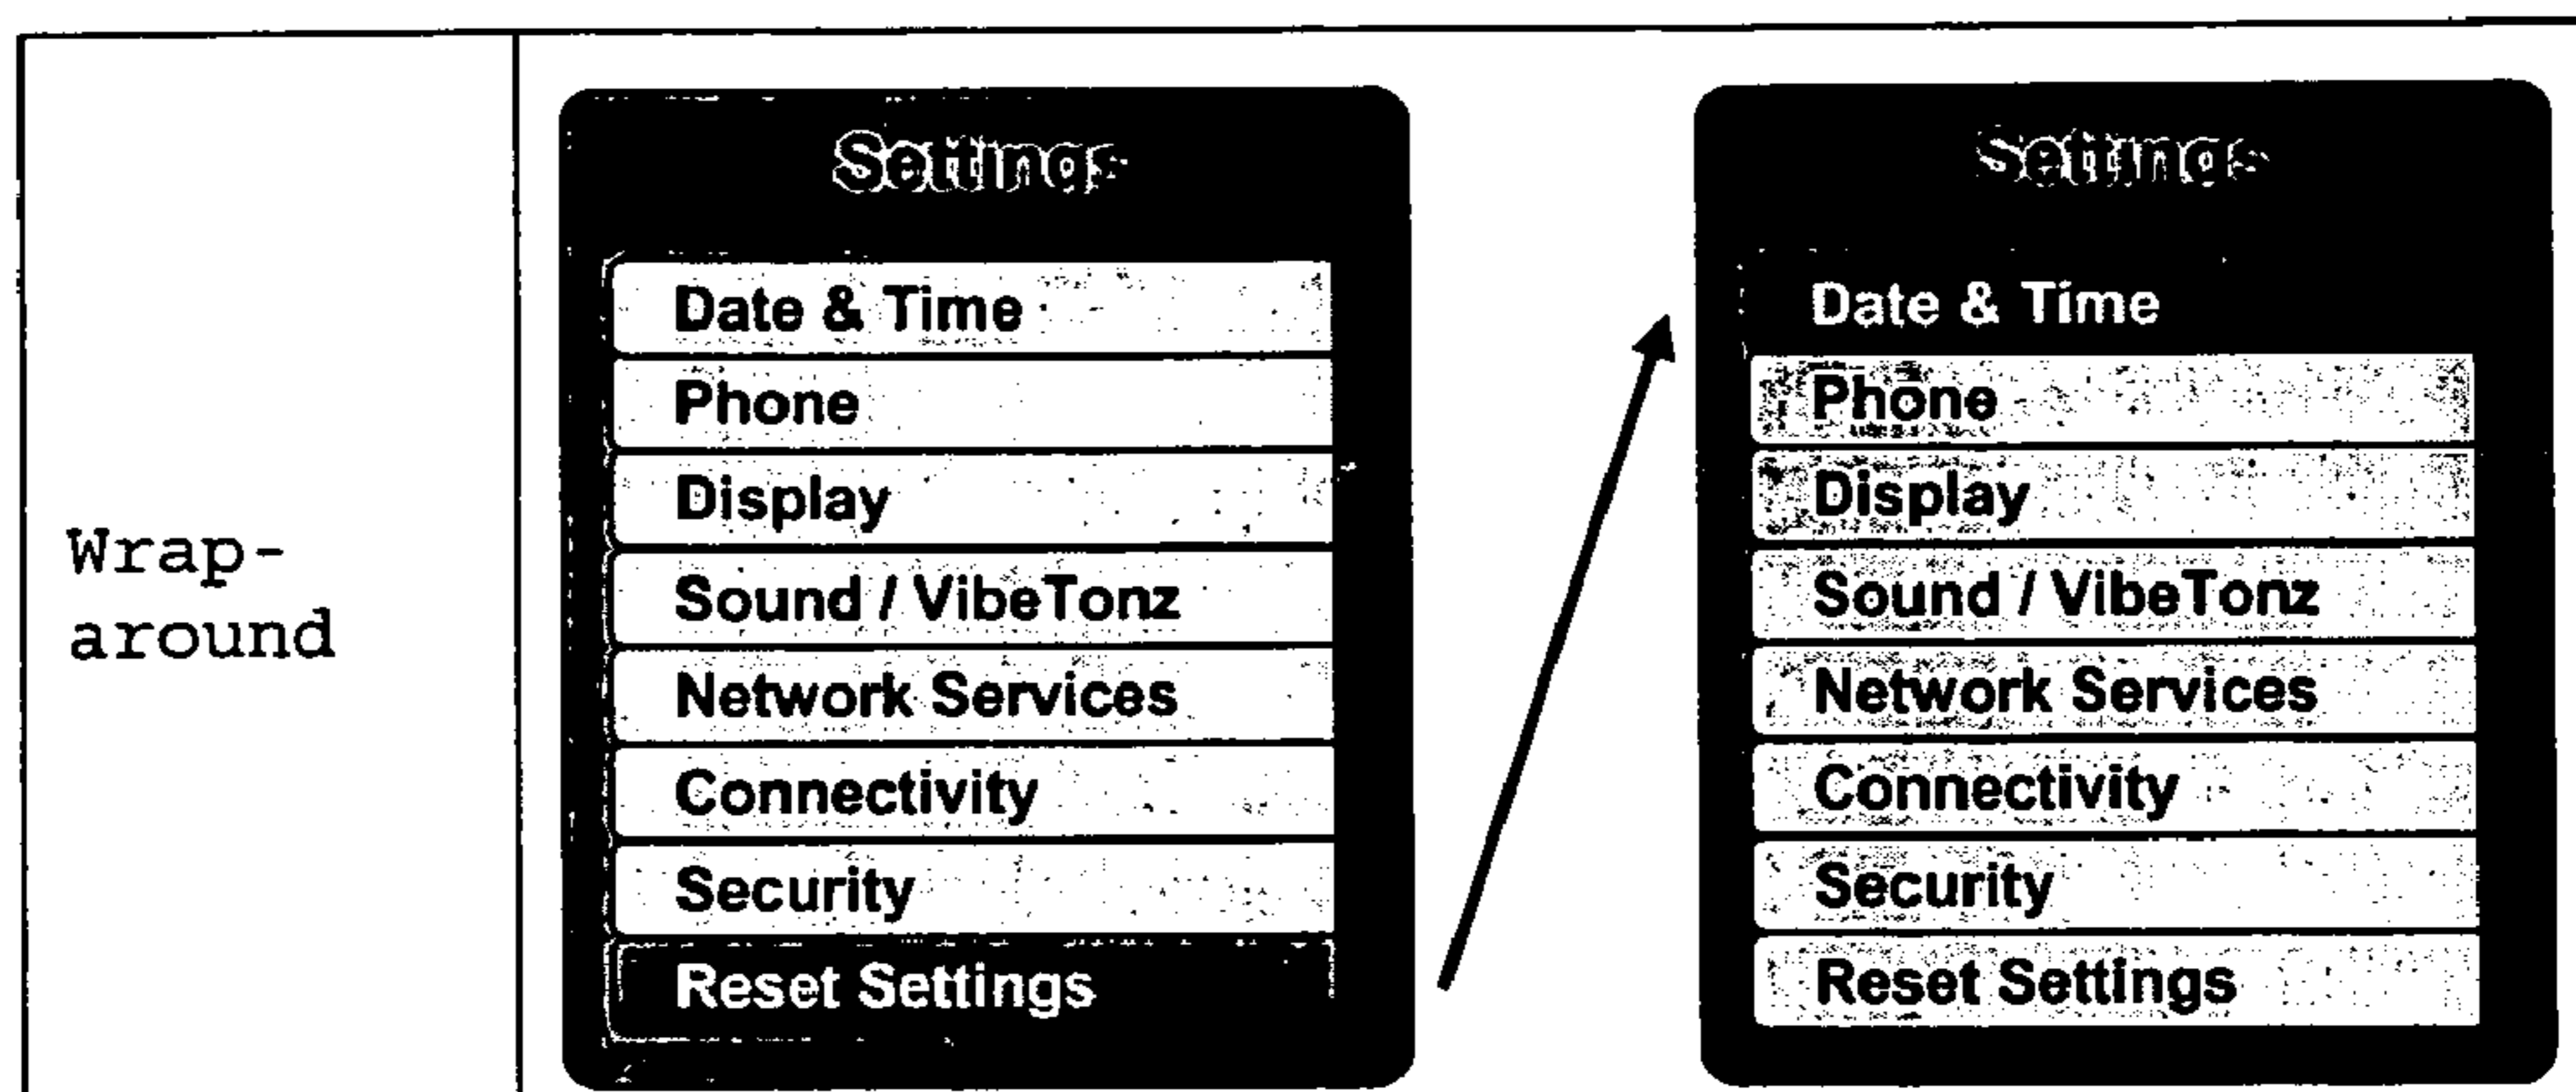 Wrap-
around
Settings
Date & Time
Phone
Display
Sound / VibeTonz
Network Services
Connectivity
Security
Reset Settings
Settings
Date & Time
Phone
Display
Sound / VibeTonz
Network Services
Connectivity
Security
Reset Settings